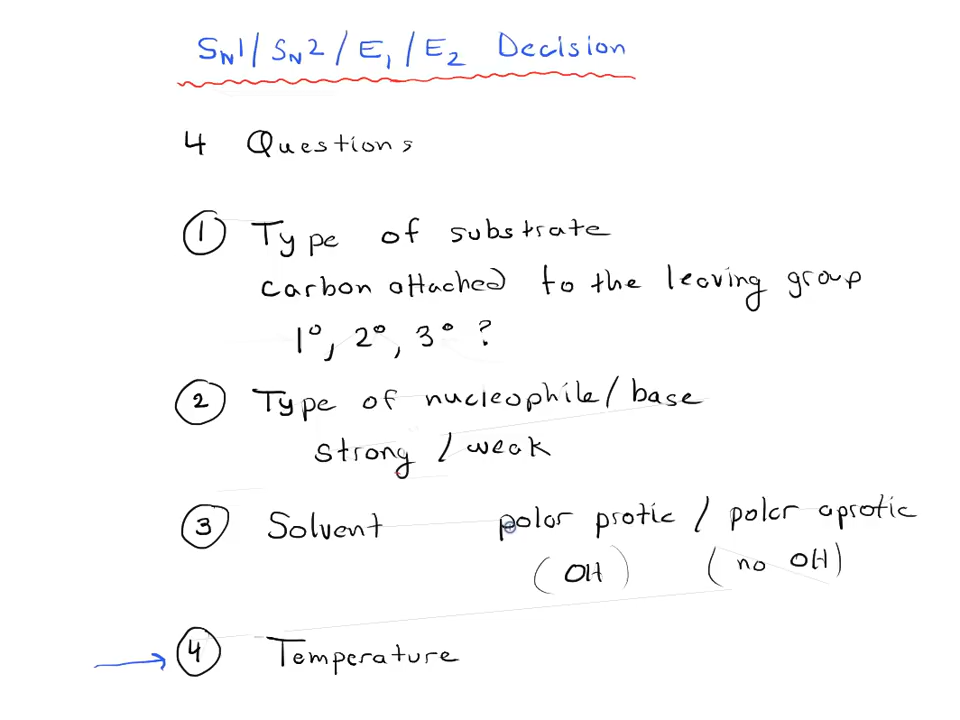 SN1 / SN2 / E1 / E2 Decision
4 Questions
1 Type of substrate
carbon attached to the leaving group
1°, 2°, 3° ?
2 Type of nucleophile / base
strong / weak
3 Solvent polar protic / polar aprotic
(OH) (no OH)
4 Temperature